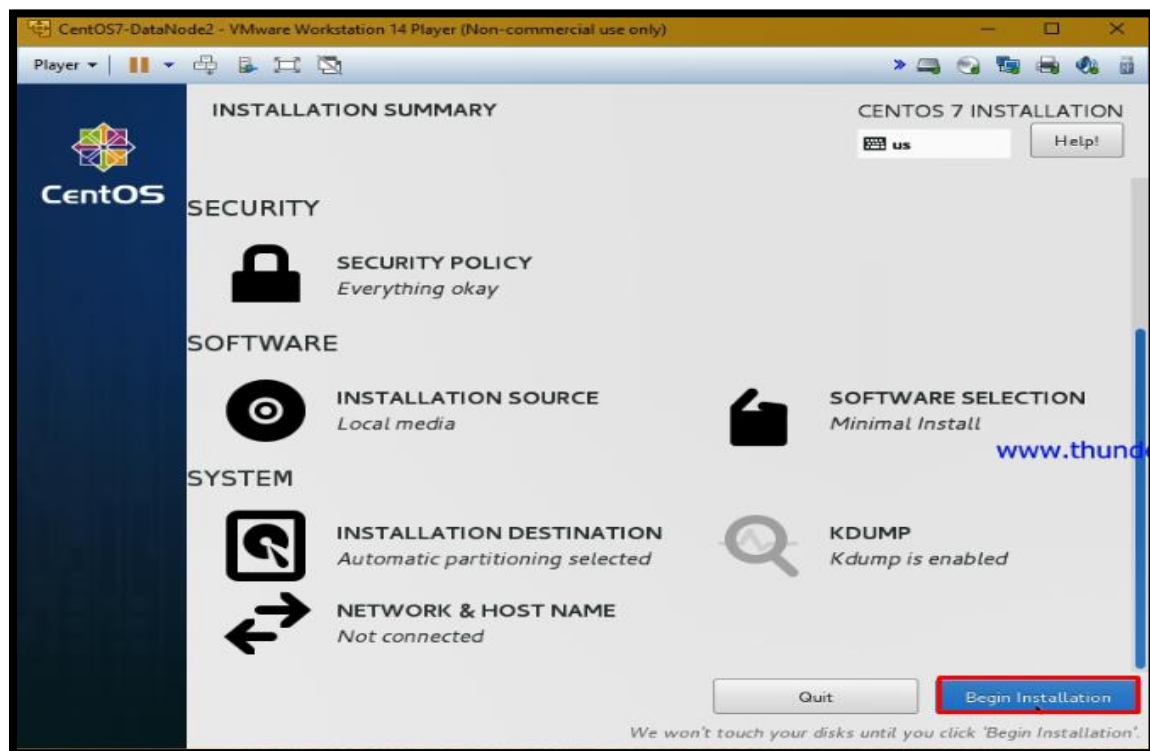 CentOS7-DataNode2 - VMware Workstation 14 Player (Non-commercial use only)
Player
INSTALLATION SUMMARY
CENTOS 7 INSTALLATION
us
Help!
CentOS
SECURITY
SECURITY POLICY
Everything okay
SOFTWARE
INSTALLATION SOURCE
Local media
SOFTWARE SELECTION
Minimal Install
www.thunde
SYSTEM
INSTALLATION DESTINATION
Automatic partitioning selected
KDUMP
Kdump is enabled
NETWORK & HOST NAME
Not connected
Quit
Begin Installation
We won't touch your disks until you click 'Begin Installation'.